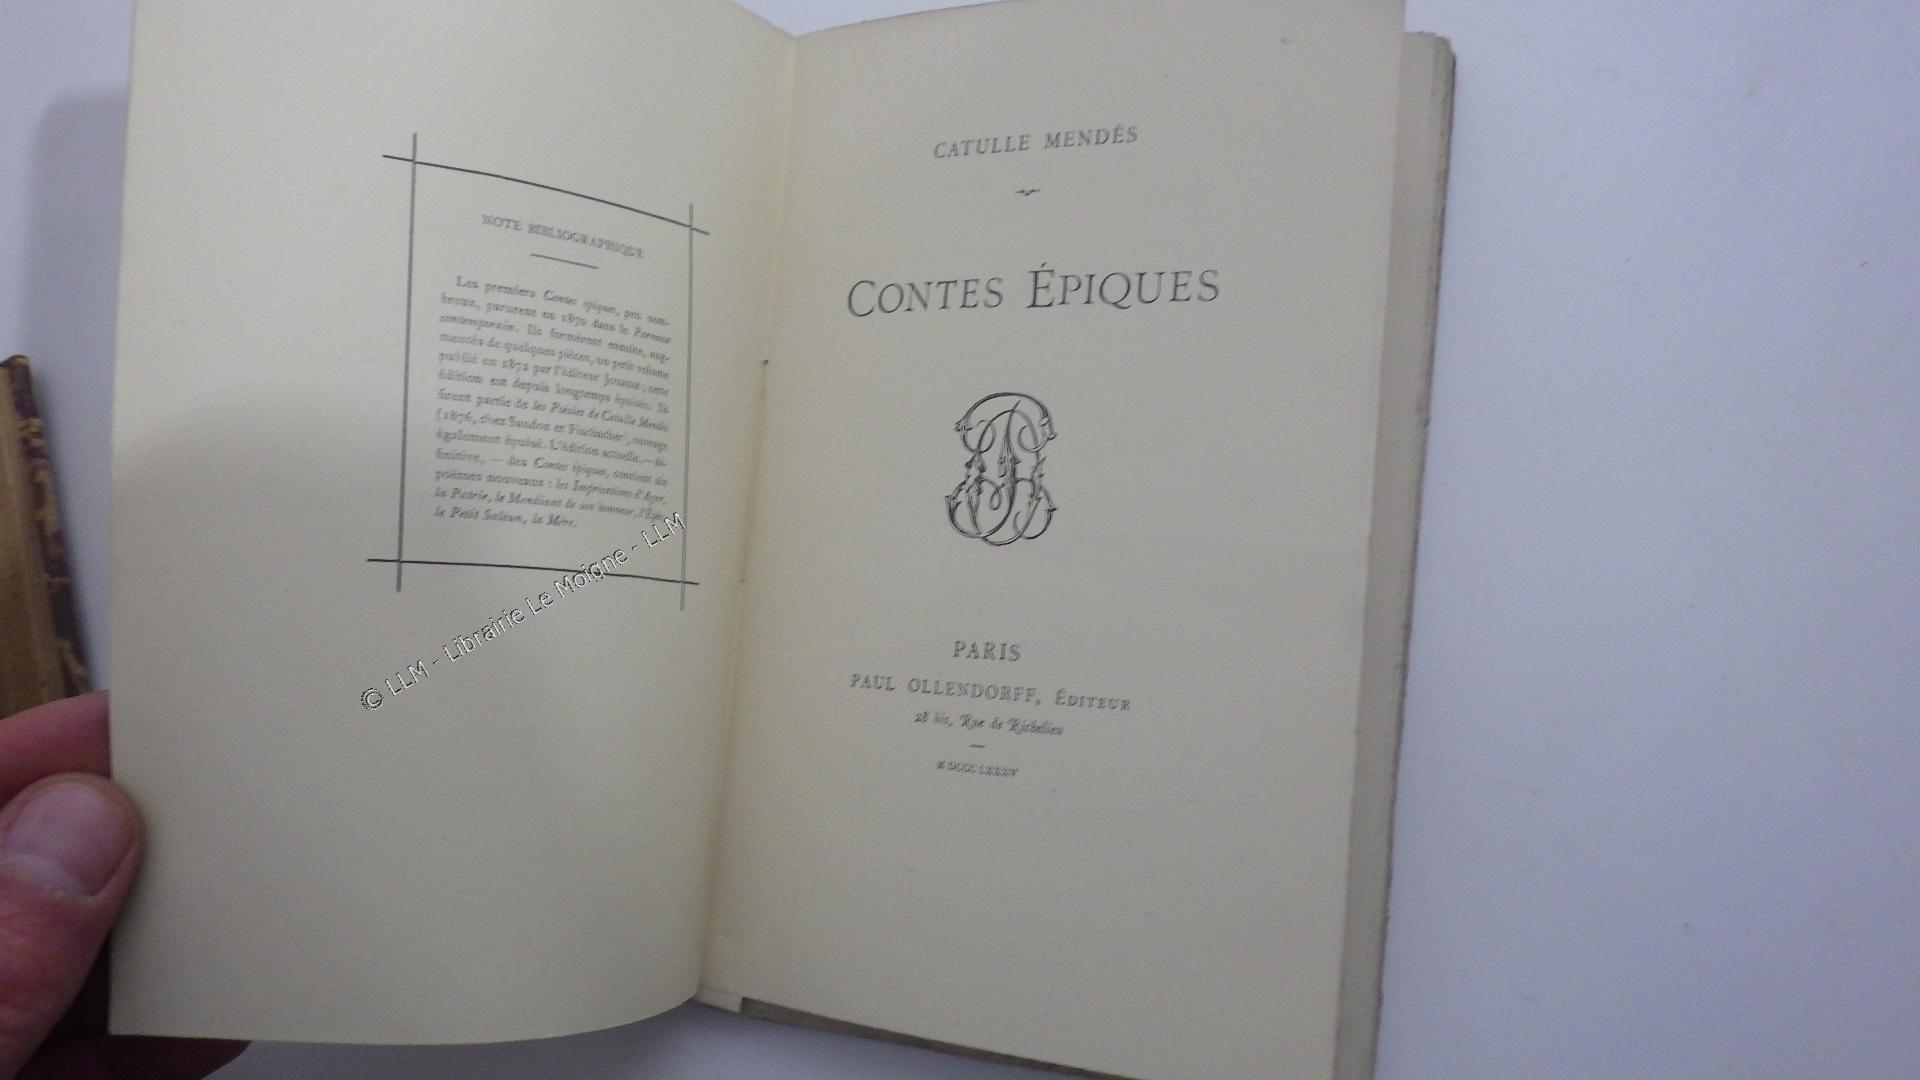 NOTE BIBLIOGRAPHIQUE
Les premiers Contes épiques, peu nom-
breux, parurent en 1870 dans le Parnasse
contemporain. Ils formèrent ensuite, aug-
mentés de quelques pièces, un petit volume
publié en 1872 par l'éditeur Jouaust; cette
édition est depuis longtemps épuisée. Ils
firent partie de les Poésies de Catulle Mendès
(1876, chez Sandoz et Fischbacher), ouvrage
également épuisé. L'édition actuelle, — dé-
finitive, — des Contes épiques, contient dix
poèmes nouveaux : les Imprécations d'Agar,
la Patrie, le Mendiant de son honneur,
le Petit Soléum, la Mère.
© LLM - Librairie Le Moigne - LLM
CATULLE MENDÈS
CONTES ÉPIQUES
PARIS
PAUL OLLENDORFF, ÉDITEUR
28 bis, Rue de Richelieu